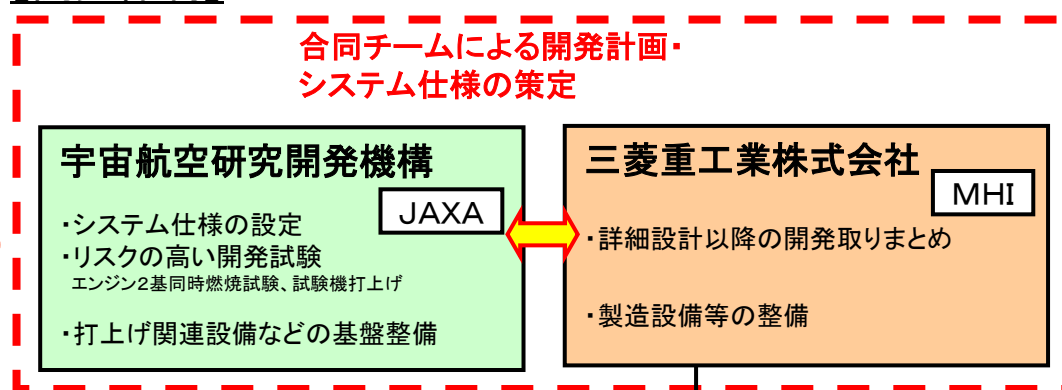 合同チームによる開発計画・
システム仕様の策定
宇宙航空研究開発機構
JAXA
・システム仕様の設定
・リスクの高い開発試験
エンジン2基同時燃焼試験、試験機打上げ
・打上げ関連設備などの基盤整備
三菱重工業株式会社
MHI
・詳細設計以降の開発取りまとめ
・製造設備等の整備